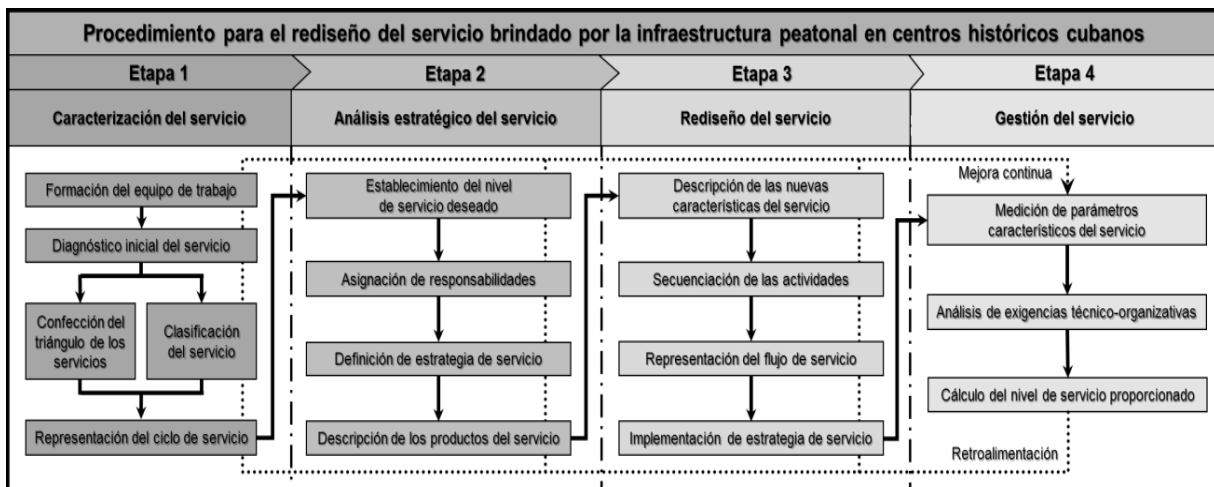 Procedimiento para el rediseño del servicio brindado por la infraestructura peatonal en centros históricos cubanos
Etapa 1
Etapa 2
Etapa 3
Etapa 4
Caracterización del servicio
Análisis estratégico del servicio
Rediseño del servicio
Gestión del servicio
Formación del equipo de trabajo
Diagnóstico inicial del servicio
Confección del
triángulo de los
servicios
Clasificación
del servicio
Representación del ciclo de servicio
Establecimiento del nivel
de servicio deseado
Asignación de responsabilidades
Definición de estrategia de servicio
Descripción de los productos del servicio
Descripción de las nuevas
características del servicio
Secuenciación de las actividades
Representación del flujo de servicio
Implementación de estrategia de servicio
Mejora continua
Medición de parámetros
característicos del servicio
Análisis de exigencias técnico-organizativas
Cálculo del nivel de servicio proporcionado
Retroalimentación